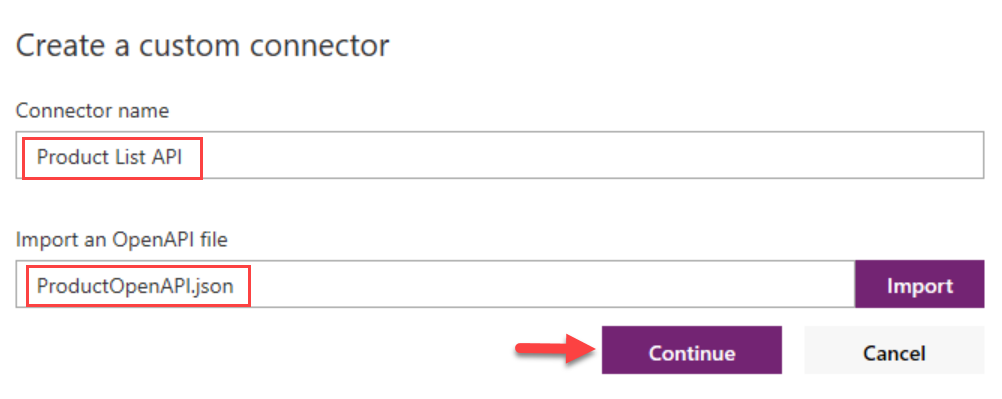 Create a custom connector
Connector name
Product List API
Import an OpenAPI file
ProductOpenAPI.json
Import
Continue
Cancel